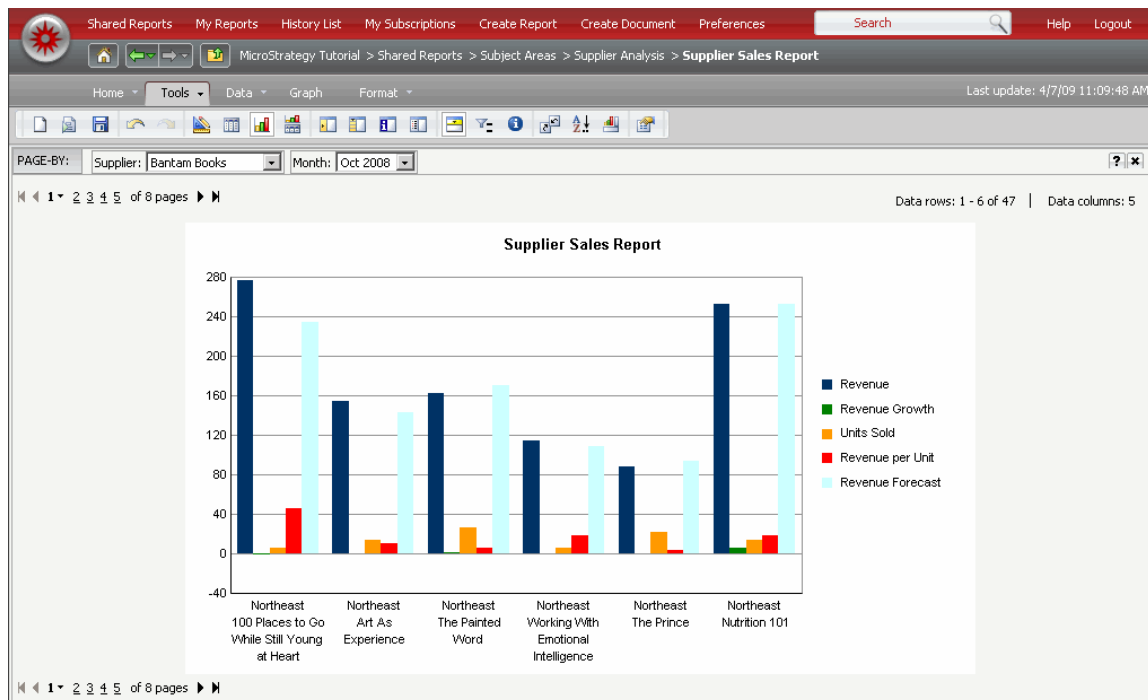 Shared Reports My Reports History List My Subscriptions Create Report Create Document Preferences Search Help Logout
MicroStrategy Tutorial > Shared Reports > Subject Areas > Supplier Analysis > Supplier Sales Report
Home Tools Data Graph Format Last update: 4/7/09 11:09:48 AM
PAGE-BY: Supplier: Bantam Books Month: Oct 2008
1 2 3 4 5 of 8 pages Data rows: 1 - 6 of 47 | Data columns: 5
Supplier Sales Report
280
240
200
160
120
80
40
0
-40
Revenue
Revenue Growth
Units Sold
Revenue per Unit
Revenue Forecast
Northeast
100 Places to Go
While Still Young
at Heart
Northeast
Art As
Experience
Northeast
The Painted
Word
Northeast
Working With
Emotional
Intelligence
Northeast
The Prince
Northeast
Nutrition 101
1 2 3 4 5 of 8 pages